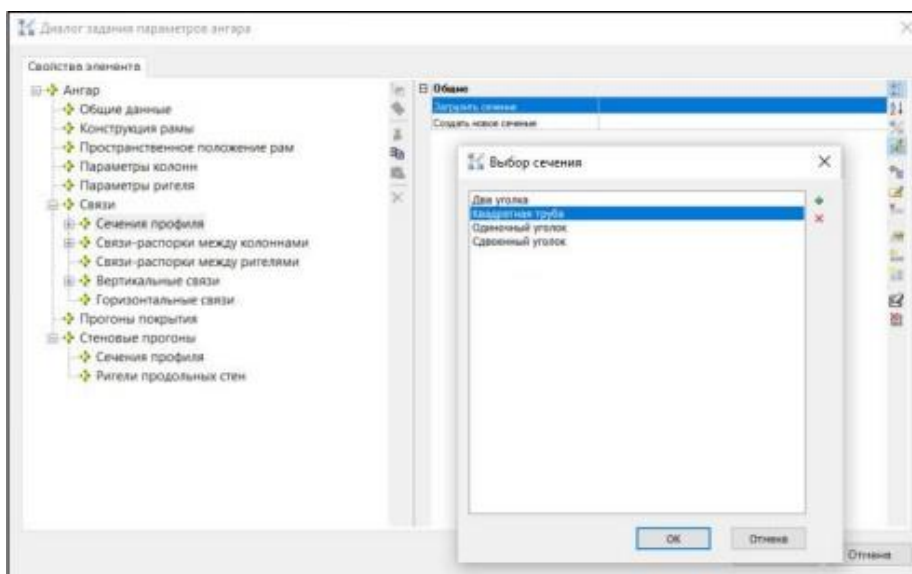 Диалог задания параметров ангара
Свойства элемента
Ангар
Общие данные
Конструкция рамы
Пространственное положение рам
Параметры колонн
Параметры ригеля
Связи
Сечения профиля
Связи-распорки между колоннами
Связи-распорки между ригелями
Вертикальные связи
Горизонтальные связи
Прогоны покрытия
Стеновые прогоны
Сечения профиля
Ригели продольных стен
Общие
Загрузить сечение
Создать новое сечение
Выбор сечения
Два уголка
Квадратная труба
Одиночный уголок
Сдвоенный уголок
OK
Отмена
Отмена